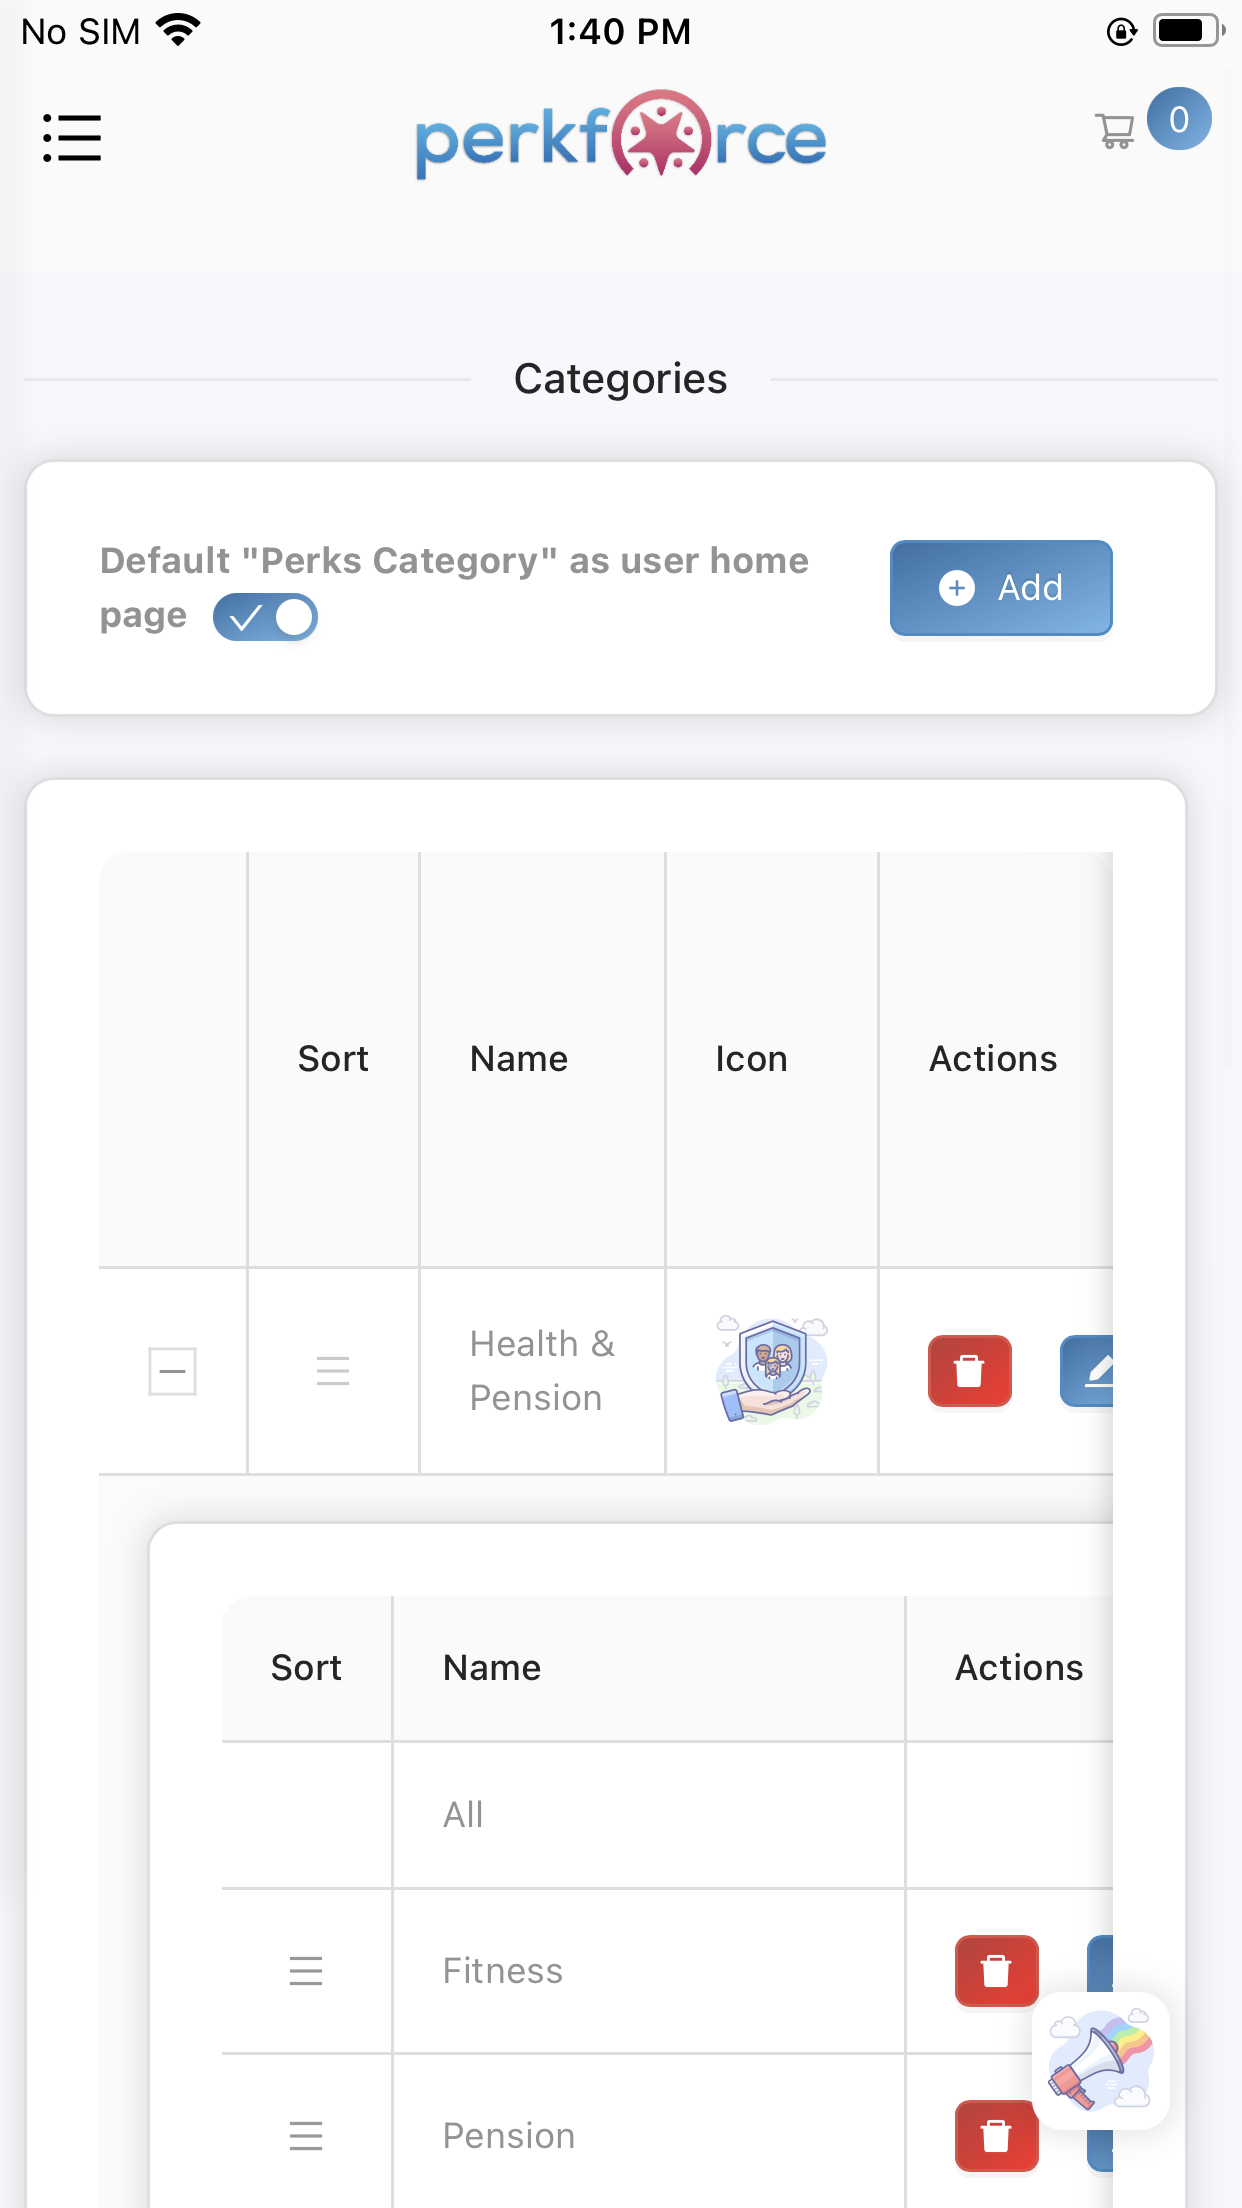 No SIM 1:40 PM
perkforce 0
Categories
Default "Perks Category" as user home
page
Add
Sort Name Icon Actions
Health &
Pension
Sort Name Actions
All
Fitness
Pension